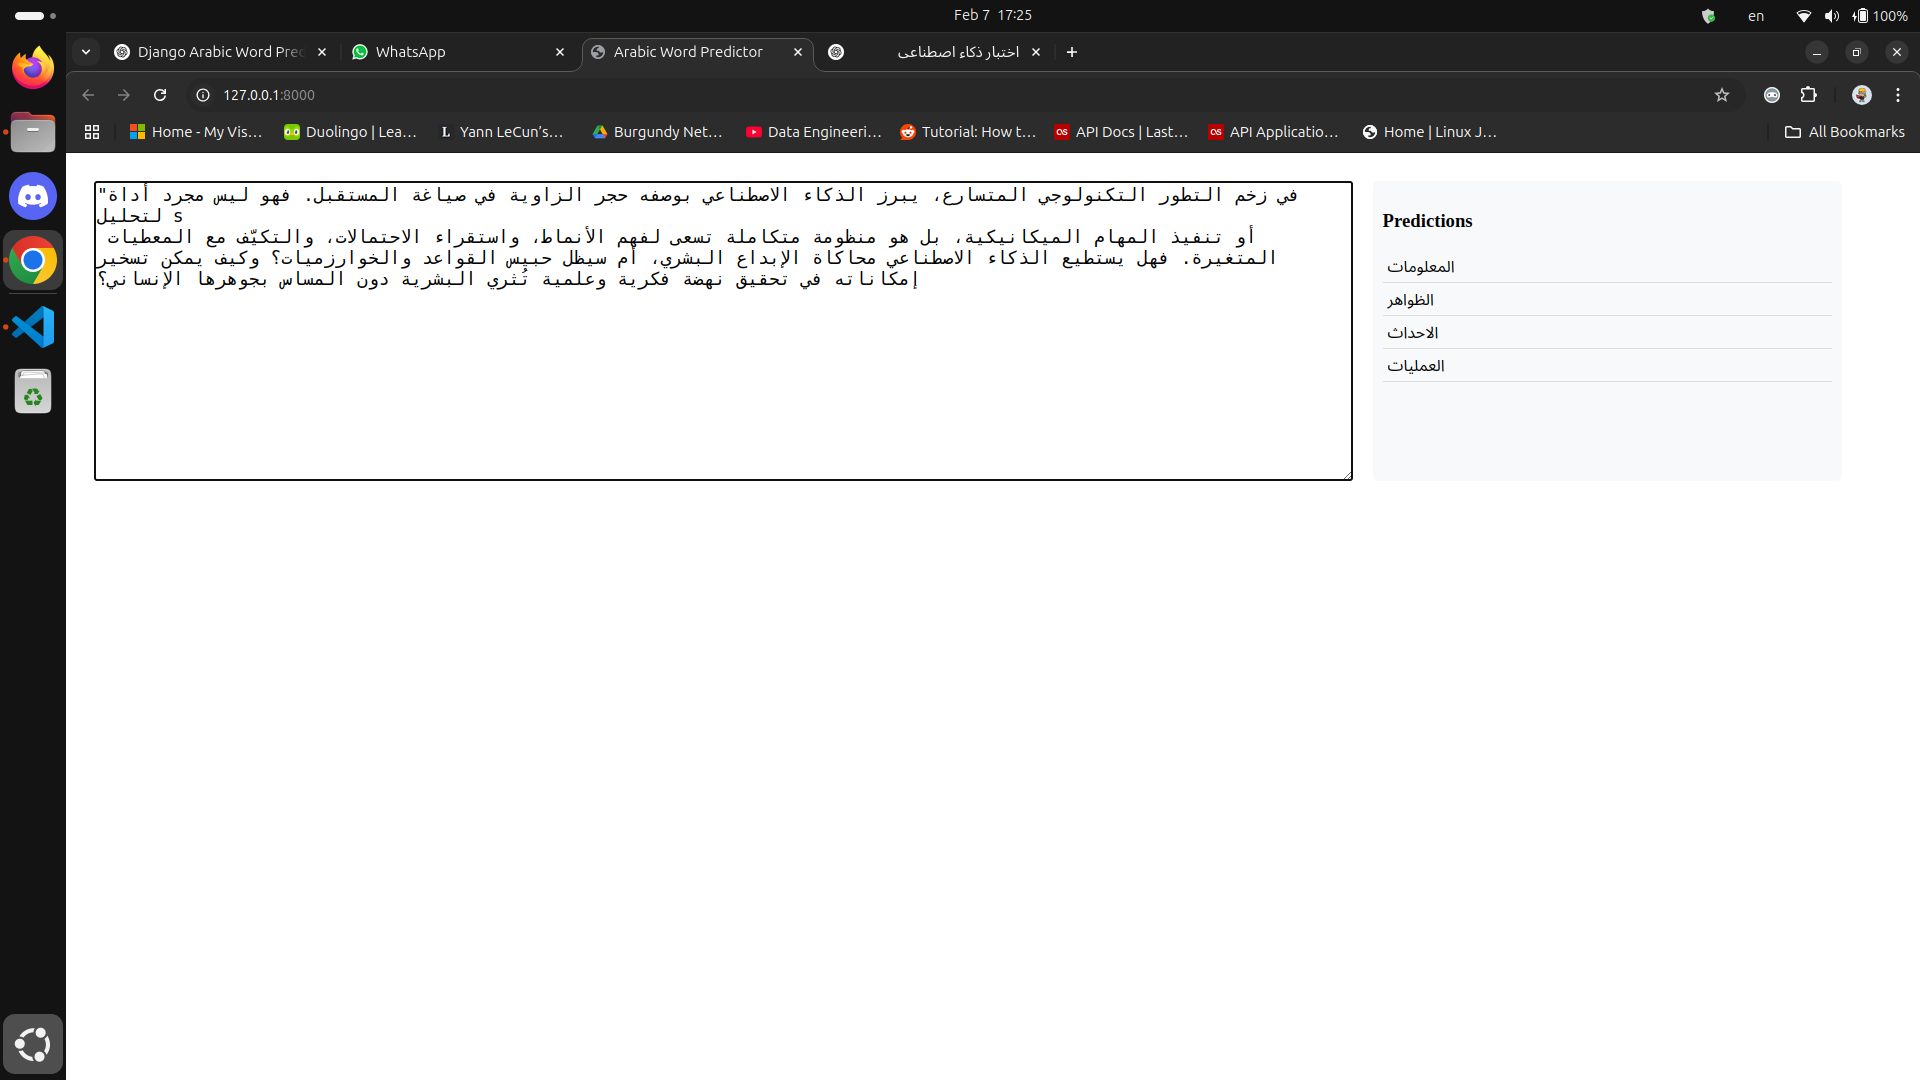 Feb 7 17:25
en
100%
Django Arabic Word Prec
WhatsApp
Arabic Word Predictor
اختبار ذكاء اصطناعي
127.0.0.1:8000
Home - My Vis...
Duolingo | Lea...
Yann LeCun's...
Burgundy Net...
Data Engineeri...
Tutorial: How t...
API Docs | Last...
API Applicatio...
Home | Linux J...
All Bookmarks
"في زخم التطور التكنولوجي المتسارع، يبرز الذكاء الاصطناعي بوصفه حجر الزاوية في صياغة المستقبل. فهو ليس مجرد أداة
لتحليل s
أو تنفيذ المهام الميكانيكية، بل هو منظومة متكاملة تسعى لفهم الأنماط، واستقراء الاحتمالات، والتكيّف مع المعطيات
المتغيرة. فهل يستطيع الذكاء الاصطناعي محاكاة الإبداع البشري، أم سيظل حبيس القواعد والخوارزميات؟ وكيف يمكن تسخير
إمكاناته في تحقيق نهضة فكرية وعلمية تُثري البشرية دون المساس بجوهرها الإنساني؟
Predictions
المعلومات
الظواهر
الاحداث
العمليات